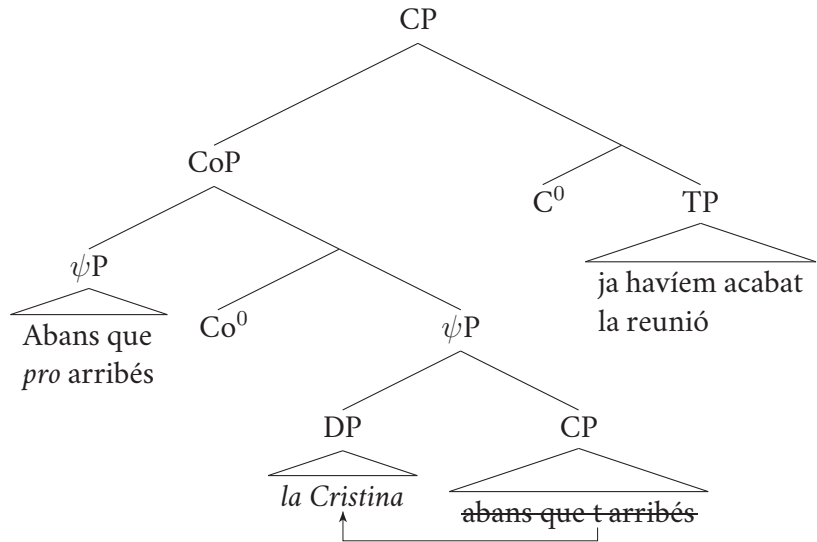 CP
CoP
C⁰ TP
ψP
ja havíem acabat
la reunió
Co⁰ ψP
Abans que
pro arribés
DP CP
la Cristina
abans que t arribés